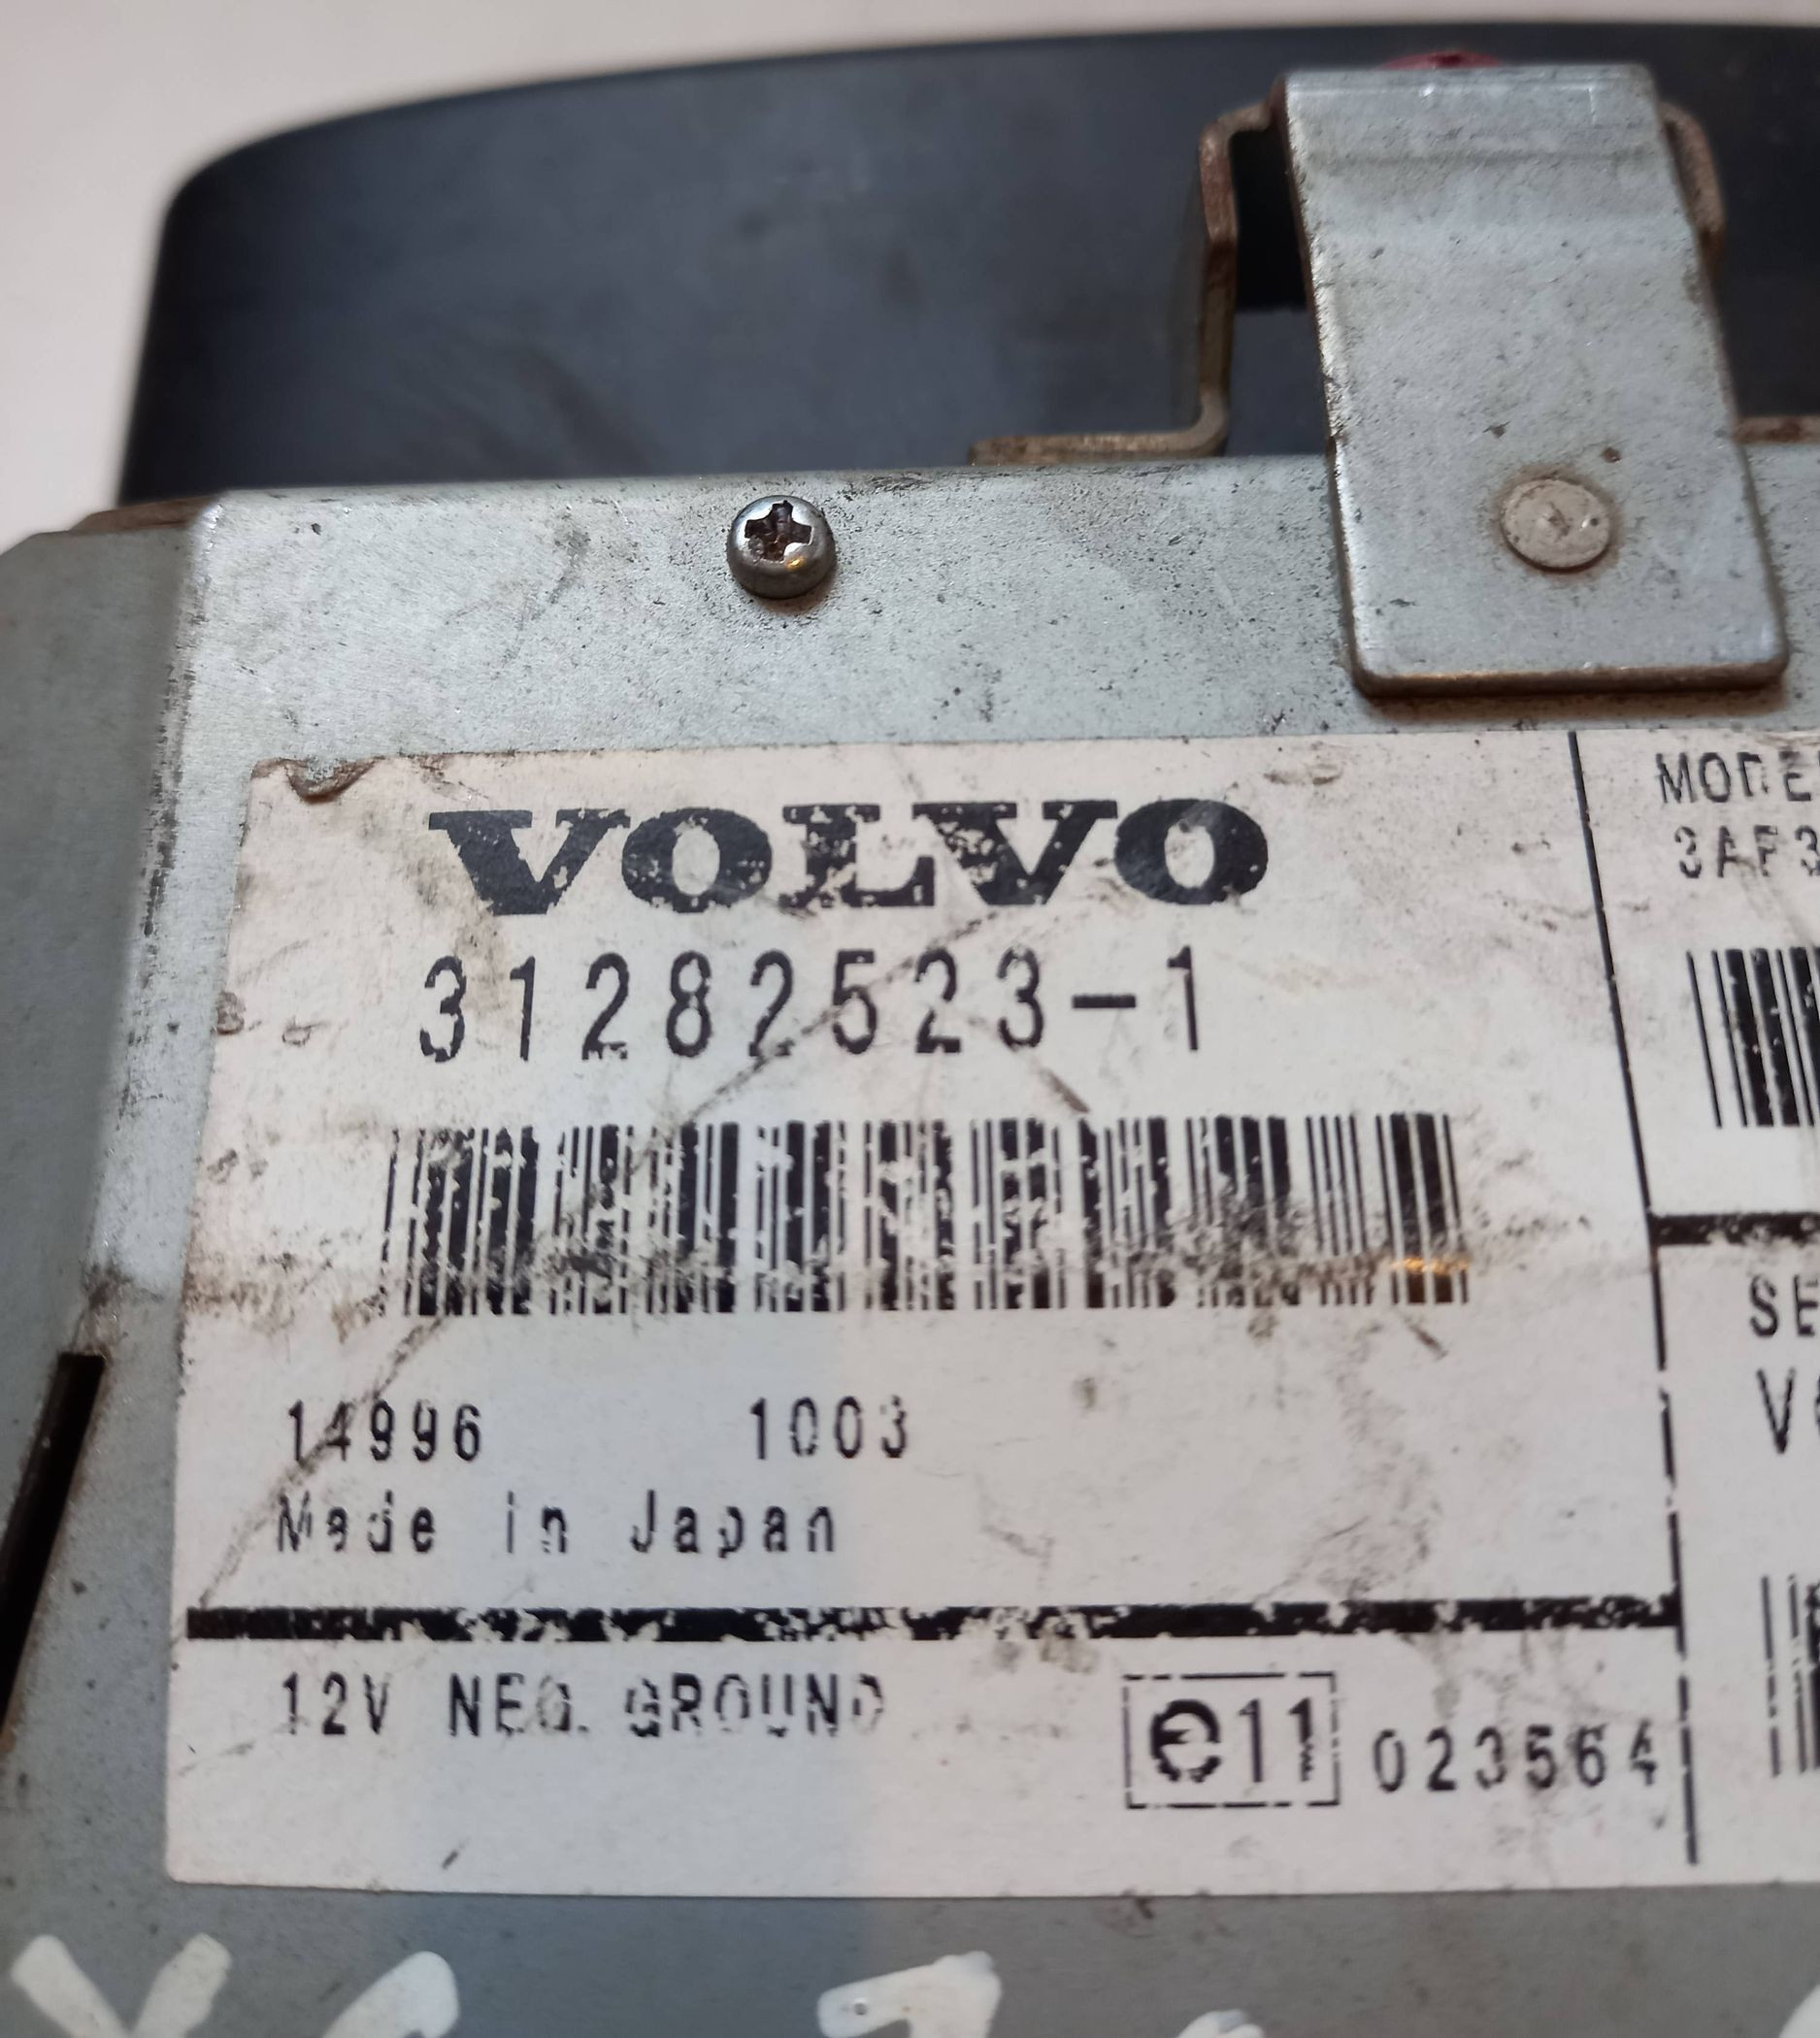 VOLVO
31282523-1
14996 1003
Made in Japan
12V NEG. GROUND
e11 023564